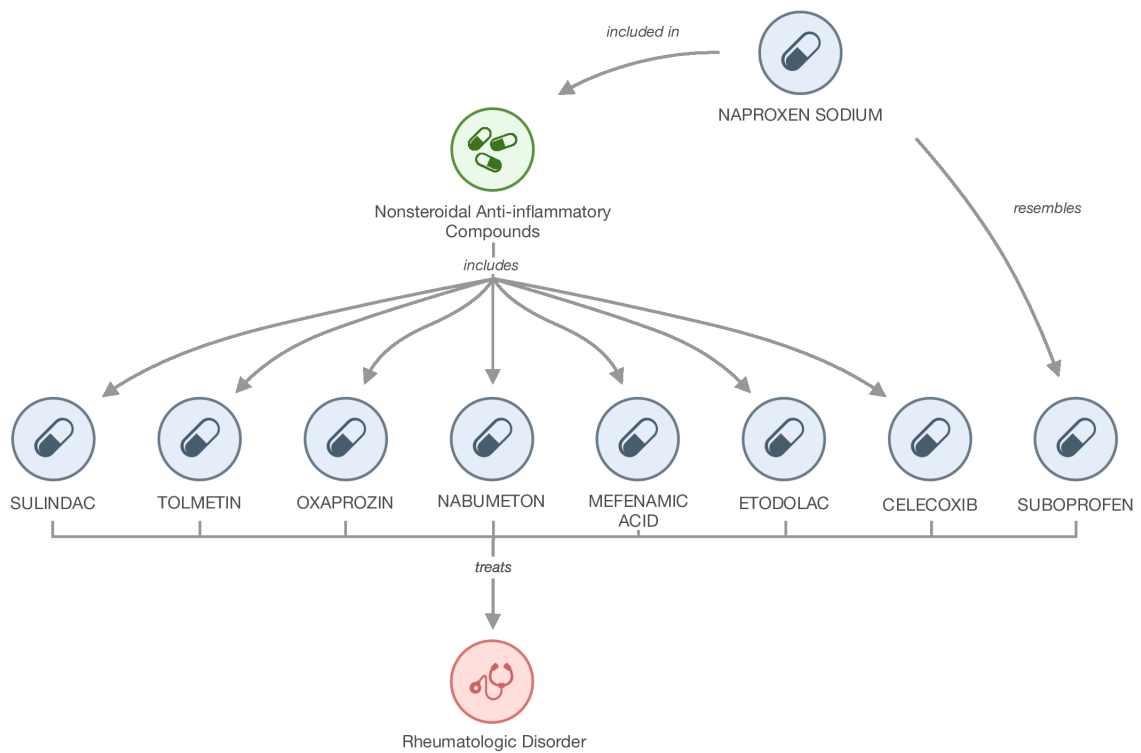 included in
NAPROXEN SODIUM
resembles
Nonsteroidal Anti-inflammatory
Compounds
includes
SULINDAC
TOLMETIN
OXAPROZIN
NABUMETON
MEFENAMIC
ACID
ETODOLAC
CELECOXIB
SUBOPROFEN
treats
Rheumatologic Disorder